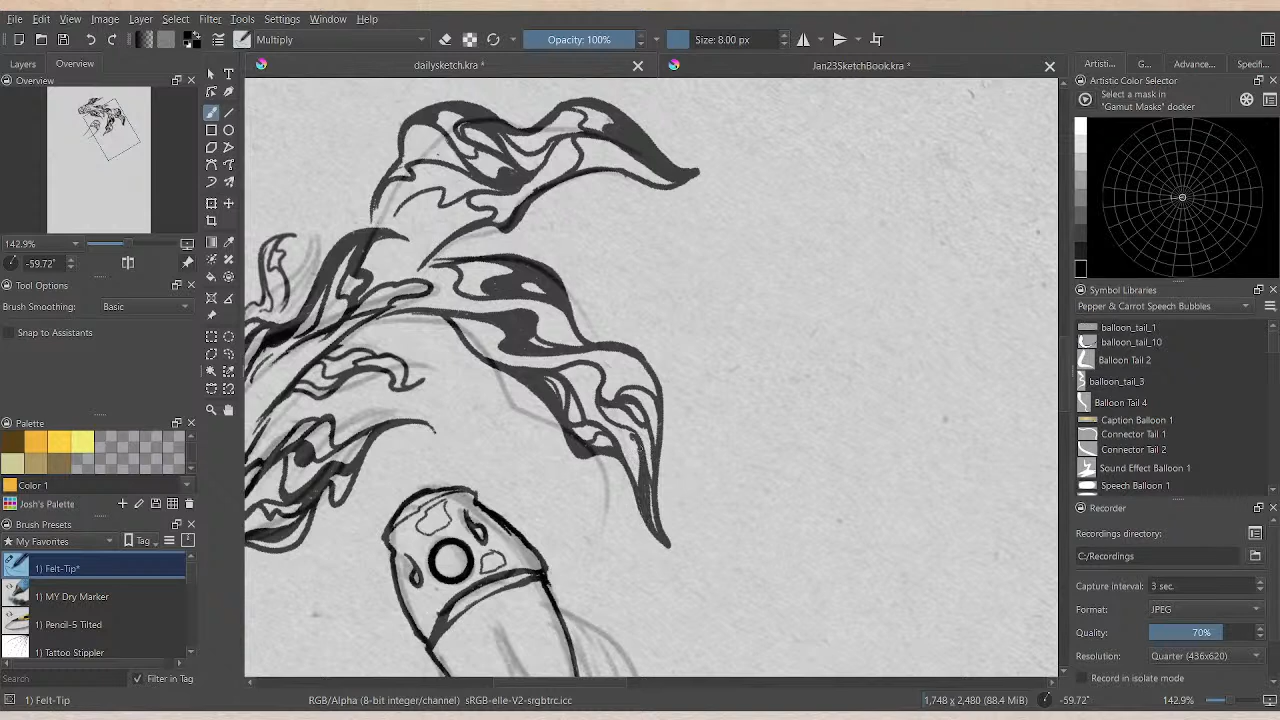 File Edit View Image Layer Select Filter Tools Settings Window Help
Multiply Opacity: 100% Size: 8.00 px
Layers Overview
dailysketch.kra * Jan23SketchBook.kra *
Artisti... G... Advance... Specifi...
Overview
Artistic Color Selector
Select a mask in
"Gamut Masks" docker
142.9%
-59.72°
Tool Options
Brush Smoothing: Basic
Snap to Assistants
Symbol Libraries
Pepper & Carrot Speech Bubbles
balloon_tail_1
balloon_tail_10
Balloon Tail 2
balloon_tail_3
Balloon Tail 4
Caption Balloon 1
Connector Tail 1
Connector Tail 2
Sound Effect Balloon 1
Speech Balloon 1
Palette
Color 1
Josh's Palette
Brush Presets
My Favorites Tag
1) Felt-Tip*
1) MY Dry Marker
1) Pencil-5 Tilted
1) Tattoo Stippler
Search Filter in Tag
Recorder
Recordings directory:
C:/Recordings
Capture interval: 3 sec.
Format: JPEG
Quality: 70%
Resolution: Quarter (436x620)
Record in isolate mode
1) Felt-Tip RGB/Alpha (8-bit integer/channel) sRGB-elle-V2-srgbtrc.icc 1,748 x 2,480 (88.4 MiB) -59.72° 142.9%